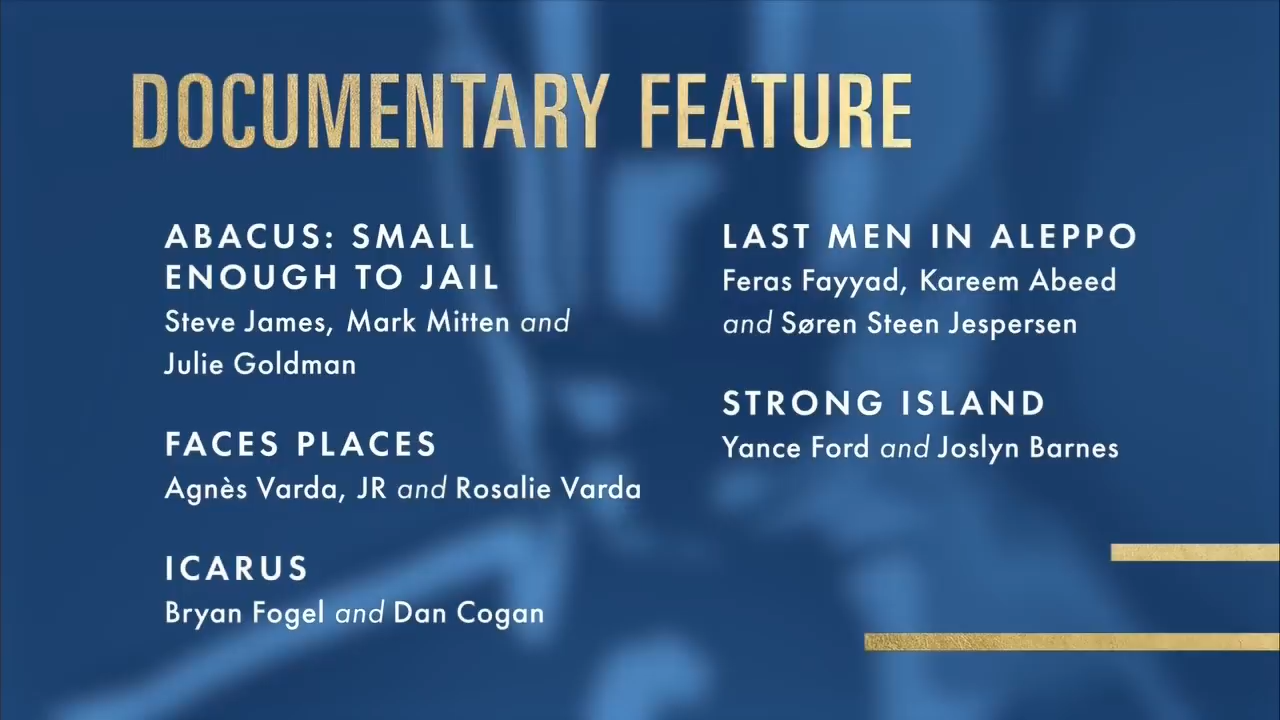 DOCUMENTARY FEATURE
ABACUS: SMALL
ENOUGH TO JAIL
Steve James, Mark Mitten and
Julie Goldman
FACES PLACES
Agnès Varda, JR and Rosalie Varda
ICARUS
Bryan Fogel and Dan Cogan
LAST MEN IN ALEPPO
Feras Fayyad, Kareem Abeed
and Søren Steen Jespersen
STRONG ISLAND
Yance Ford and Joslyn Barnes